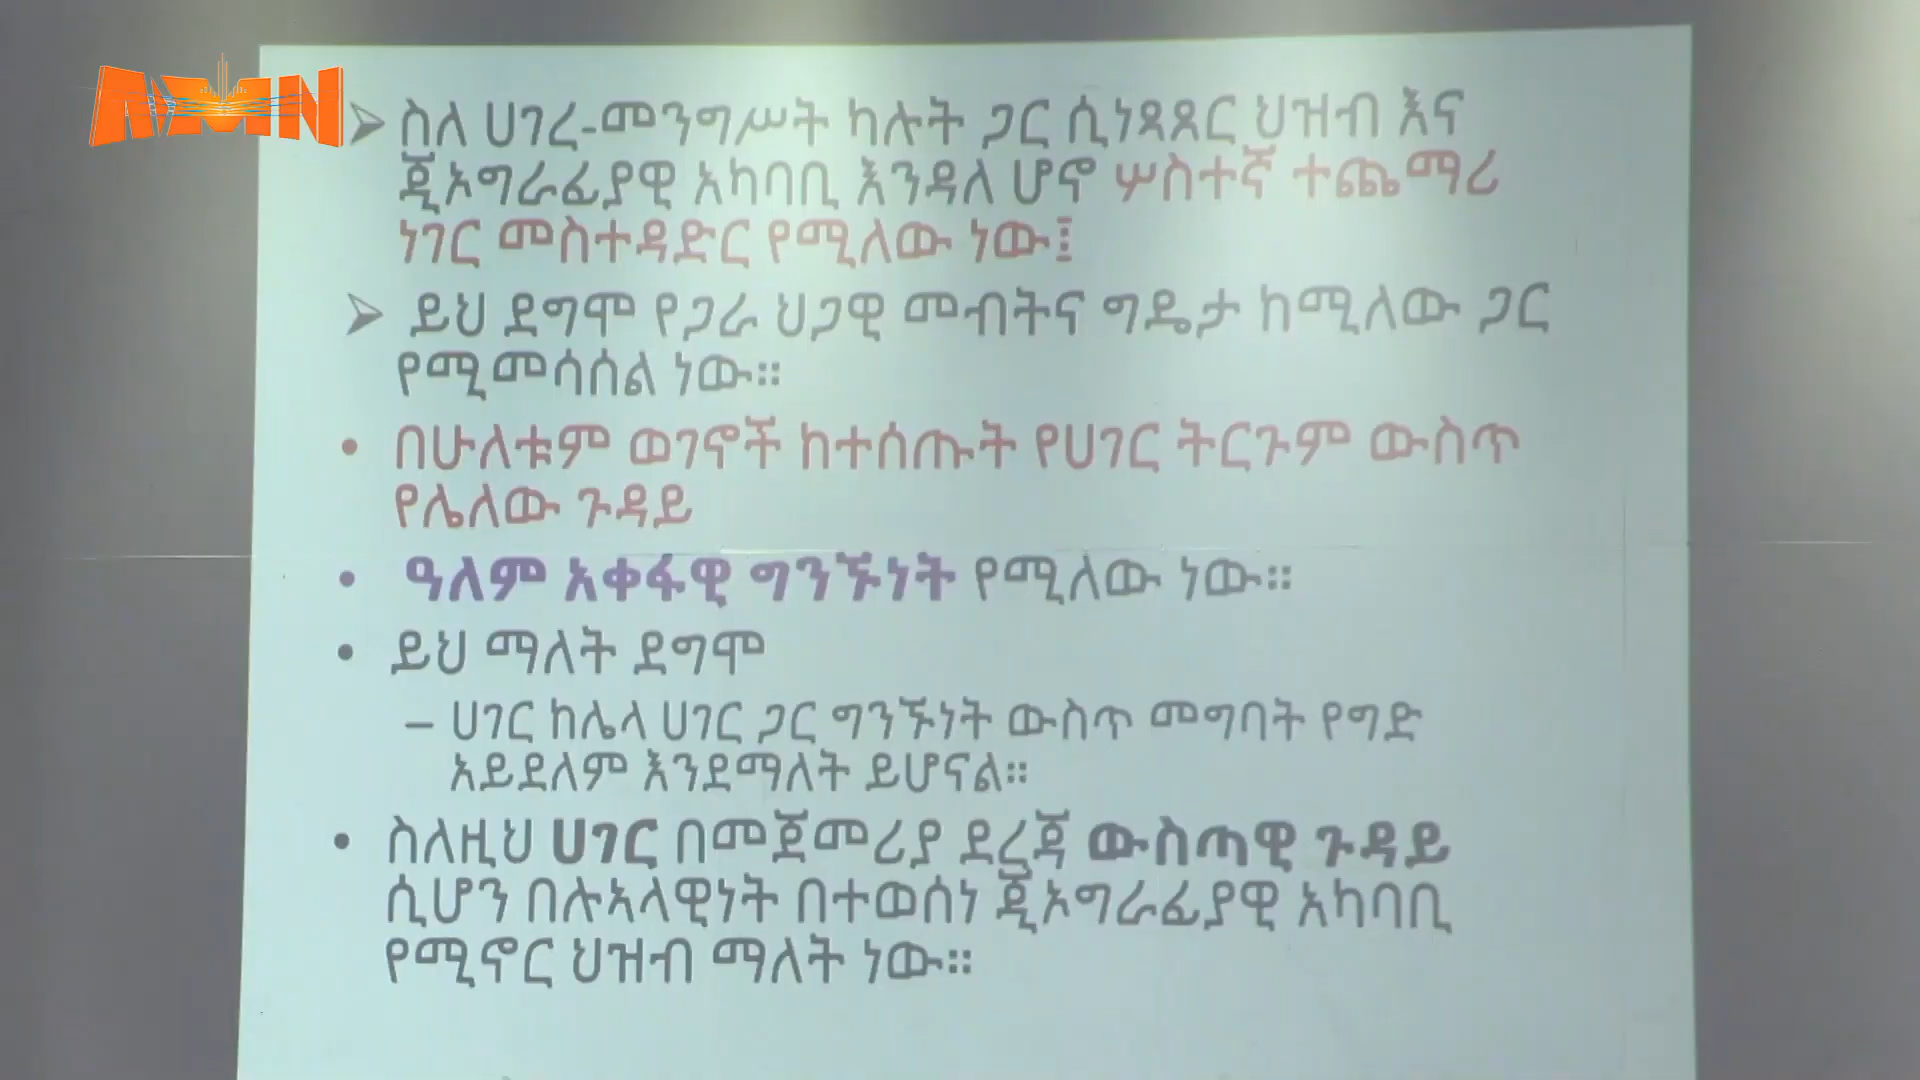 AMN
➢ ስለ ሀገረ-መንግሥት ካሉት ጋር ሲነጻጸር ህዝብ እና
ጂኦግራፊያዊ አካባቢ እንዳለ ሆኖ ሦስተኛ ተጨማሪ
ነገር መስተዳድር የሚለው ነው፤
➢ ይህ ደግሞ የጋራ ህጋዊ መብትና ግዴታ ከሚለው ጋር
የሚመሳሰል ነው።
• በሁለቱም ወገኖች ከተሰጡት የሀገር ትርጉም ውስጥ
የሌለው ጉዳይ
• ዓለም አቀፋዊ ግንኙነት የሚለው ነው።
• ይህ ማለት ደግሞ
– ሀገር ከሌላ ሀገር ጋር ግንኙነት ውስጥ መግባት የግድ
አይደለም እንደማለት ይሆናል።
• ስለዚህ ሀገር በመጀመሪያ ደረጃ ውስጣዊ ጉዳይ
ሲሆን በሉኣላዊነት በተወሰነ ጂኦግራፊያዊ አካባቢ
የሚኖር ህዝብ ማለት ነው።